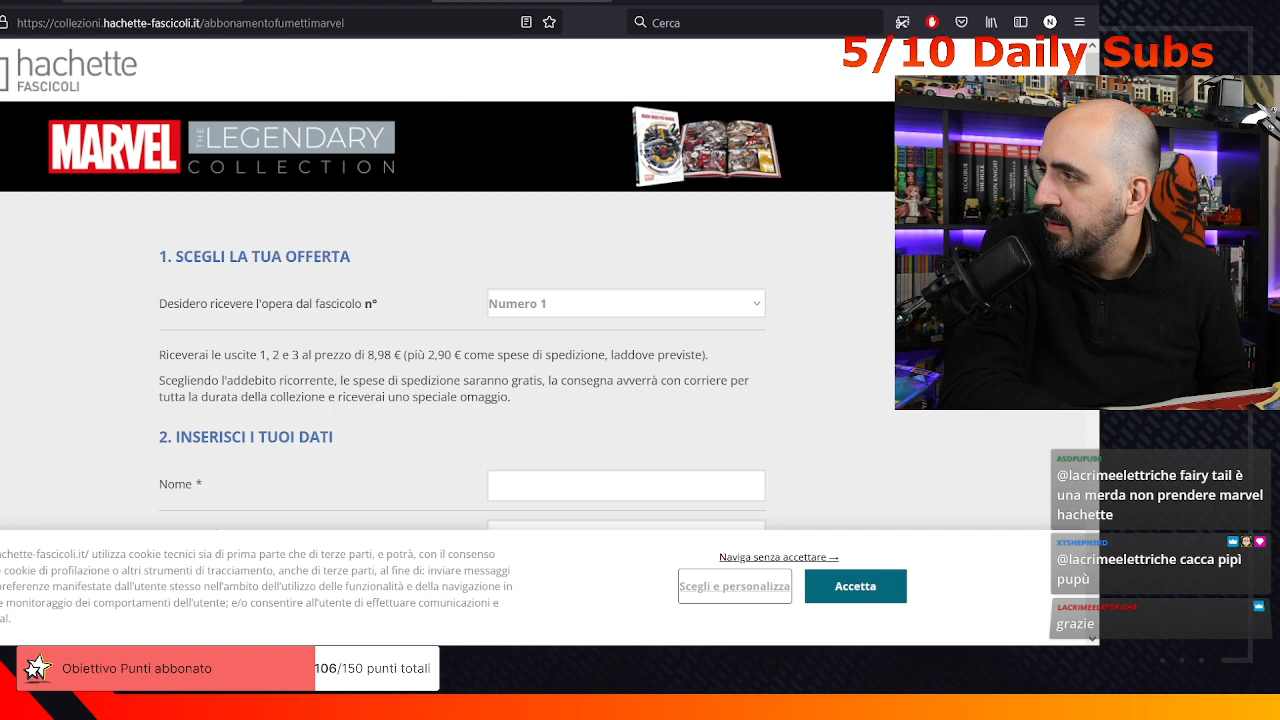 https://collezioni.hachette-fascicoli.it/abbonamentofumettimarvel
Cerca
5/10 Daily Subs
hachette
FASCICOLI
MARVEL
THE LEGENDARY
COLLECTION
EXCALIBUR
SHE-HULK
MOON KNIGHT
1. SCEGLI LA TUA OFFERTA
Desidero ricevere l'opera dal fascicolo n°
Numero 1
Riceverai le uscite 1, 2 e 3 al prezzo di 8,98 € (più 2,90 € come spese di spedizione, laddove previste).
Scegliendo l'addebito ricorrente, le spese di spedizione saranno gratis, la consegna avverrà con corriere per
tutta la durata della collezione e riceverai uno speciale omaggio.
2. INSERISCI I TUOI DATI
Nome *
achette-fascicoli.it/ utilizza cookie tecnici sia di prima parte che di terze parti, e potrà, con il consenso
cookie di profilazione o altri strumenti di tracciamento, anche di terze parti, al fine di: inviare messaggi
preferenze manifestate dall'utente stesso nell'ambito dell'utilizzo delle funzionalità e della navigazione in
e monitoraggio dei comportamenti dell'utente; e/o consentire all'utente di effettuare comunicazioni e
al.
Naviga senza accettare →
Scegli e personalizza
Accetta
@lacrimeelettriche fairy tail è
una merda non prendere marvel
hachette
XTSHEPH3RD
@lacrimeelettriche cacca pipì
pupù
LACRIMEELETTRICHE
grazie
Obiettivo Punti abbonato
106/150 punti totali